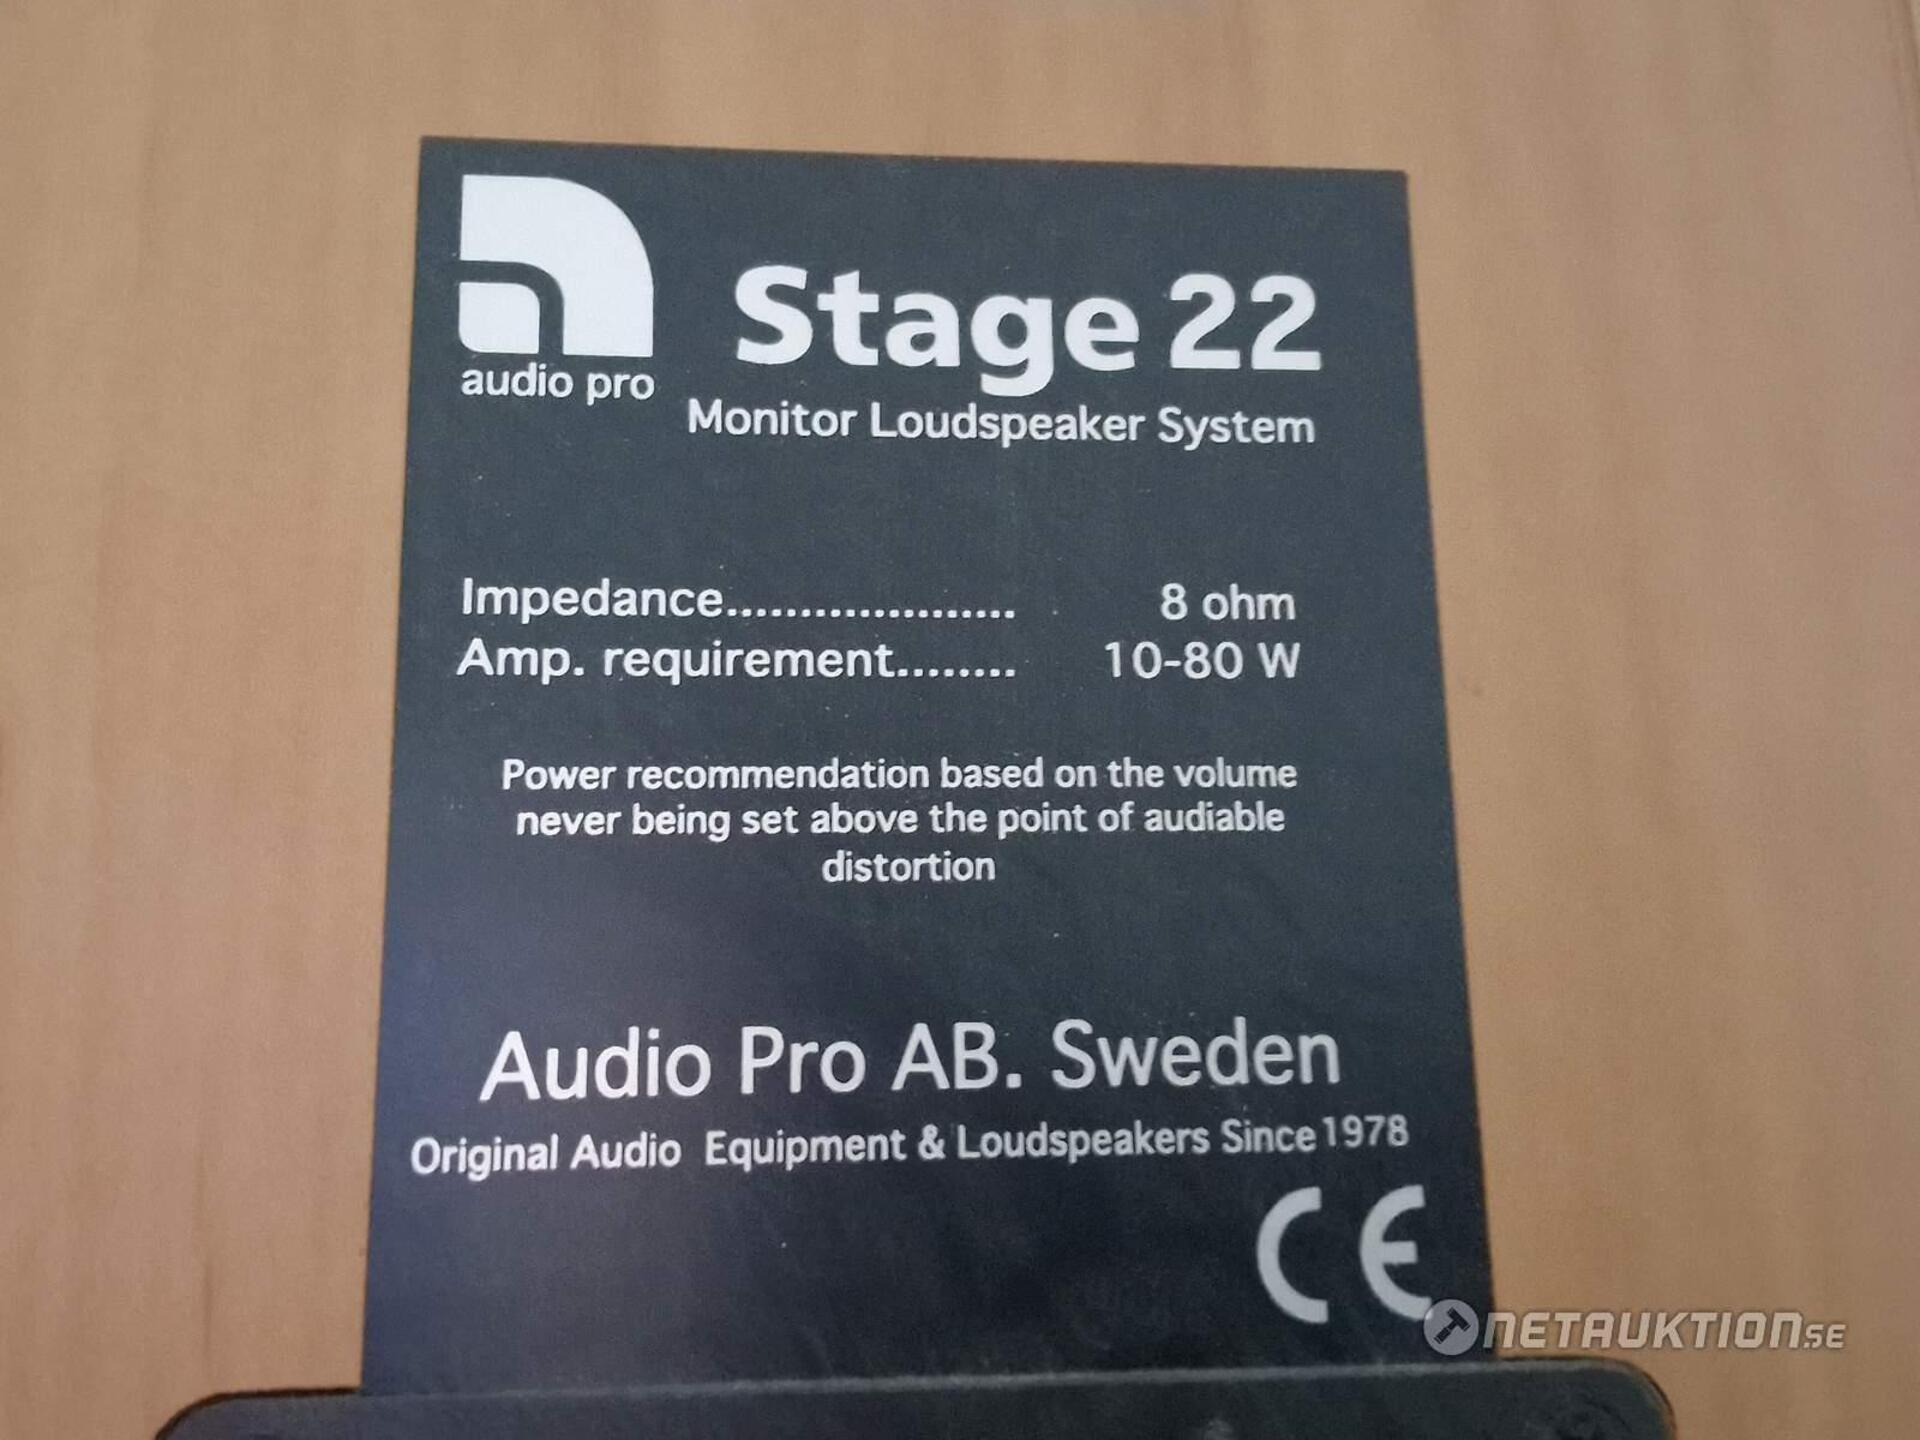 audio pro
Stage 22
Monitor Loudspeaker System
Impedance.................... 8 ohm
Amp. requirement........ 10-80 W
Power recommendation based on the volume
never being set above the point of audiable
distortion
Audio Pro AB. Sweden
Original Audio Equipment & Loudspeakers Since 1978
CE
NETAUKTION.SE